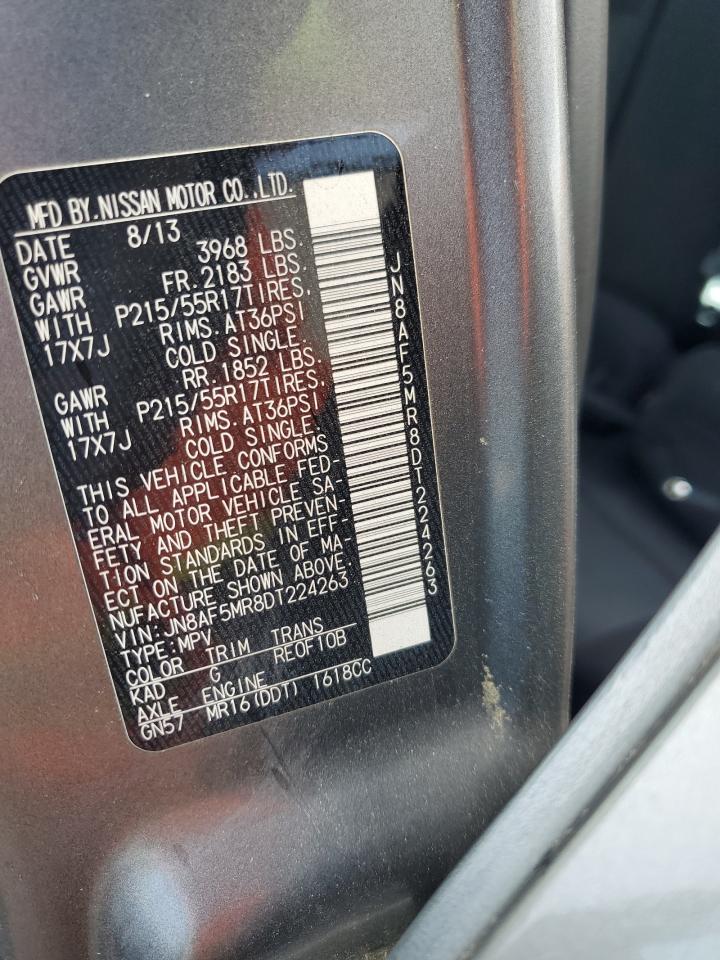 MFD BY.NISSAN MOTOR CO.,LTD.
DATE 8/13
GVWR 3968 LBS.
GAWR FR.2183 LBS.
WITH P215/55R17TIRES.
17X7J RIMS.AT36PSI
COLD SINGLE.
GAWR RR.1852 LBS.
WITH P215/55R17TIRES.
17X7J RIMS.AT36PSI
COLD SINGLE.
THIS VEHICLE CONFORMS
TO ALL APPLICABLE FED-
ERAL MOTOR VEHICLE SA-
FETY AND THEFT PREVEN-
TION STANDARDS IN EFF-
ECT ON THE DATE OF MA-
NUFACTURE SHOWN ABOVE.
VIN:JN8AF5MR8DT224263
TYPE:MPV
COLOR TRIM TRANS
KAD C RE0F10B
AXLE ENGINE
GN57 MR16(DDT) 1618CC
JN8AF5MR8DT224263